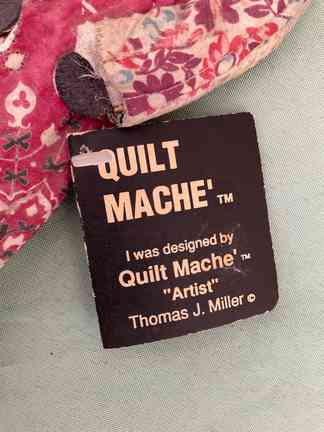 QUILT
MACHE' TM
I was designed by
Quilt Mache' TM
"Artist"
Thomas J. Miller ©